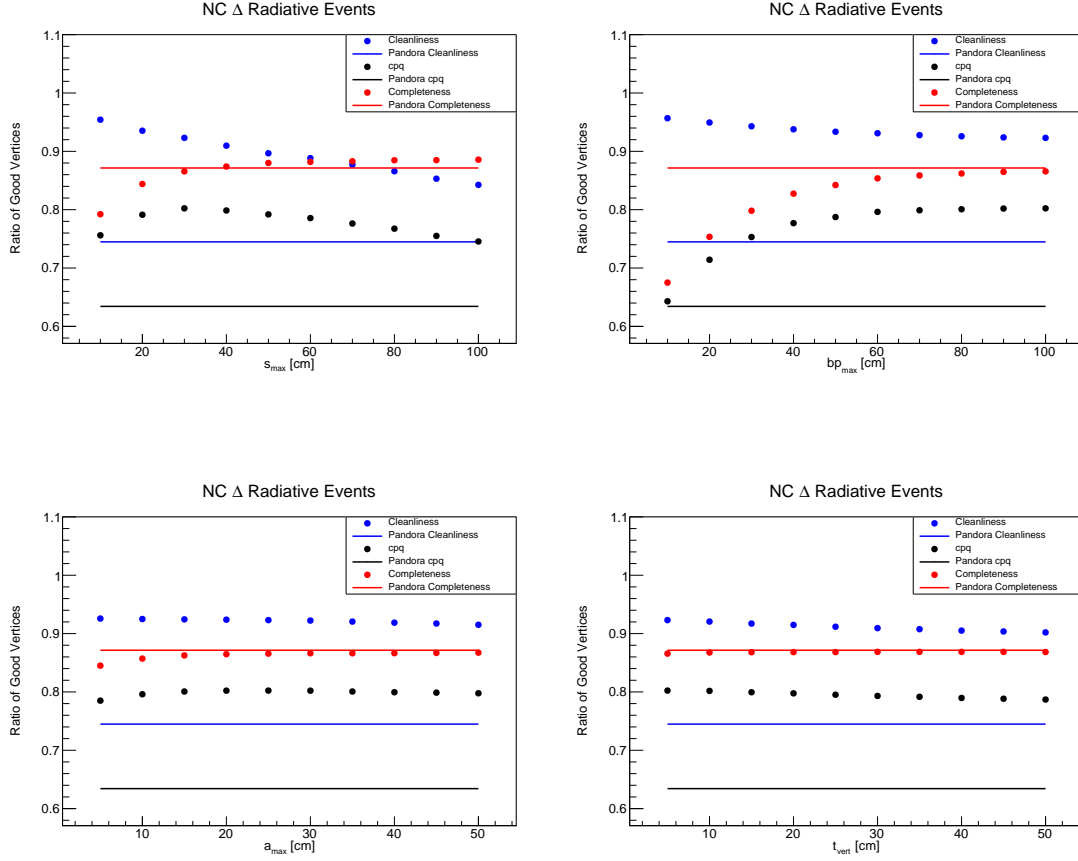 NC Δ Radiative Events
1.1
1
0.9
0.8
0.7
0.6
Ratio of Good Vertices
Cleanliness
Pandora Cleanliness
cpq
Pandora cpq
Completeness
Pandora Completeness
20 40 60 80 100
s_max [cm]
NC Δ Radiative Events
1.1
1
0.9
0.8
0.7
0.6
Ratio of Good Vertices
Cleanliness
Pandora Cleanliness
cpq
Pandora cpq
Completeness
Pandora Completeness
20 40 60 80 100
bp_max [cm]
NC Δ Radiative Events
1.1
1
0.9
0.8
0.7
0.6
Ratio of Good Vertices
Cleanliness
Pandora Cleanliness
cpq
Pandora cpq
Completeness
Pandora Completeness
10 20 30 40 50
a_max [cm]
NC Δ Radiative Events
1.1
1
0.9
0.8
0.7
0.6
Ratio of Good Vertices
Cleanliness
Pandora Cleanliness
cpq
Pandora cpq
Completeness
Pandora Completeness
10 20 30 40 50
t_vert [cm]